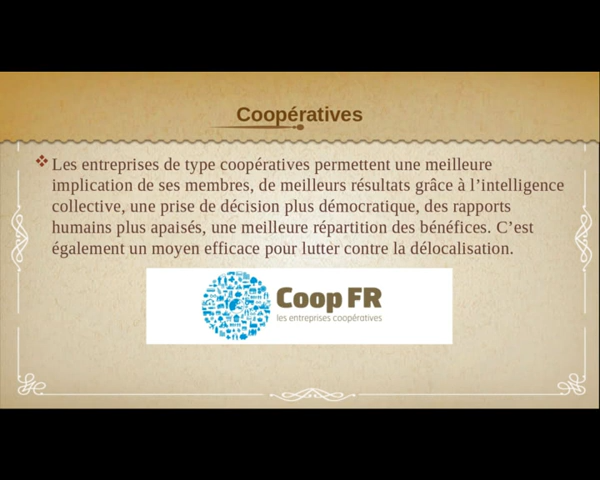 Coopératives
Les entreprises de type coopératives permettent une meilleure
implication de ses membres, de meilleurs résultats grâce à l’intelligence
collective, une prise de décision plus démocratique, des rapports
humains plus apaisés, une meilleure répartition des bénéfices. C’est
également un moyen efficace pour lutter contre la délocalisation.
Coop FR
les entreprises coopératives